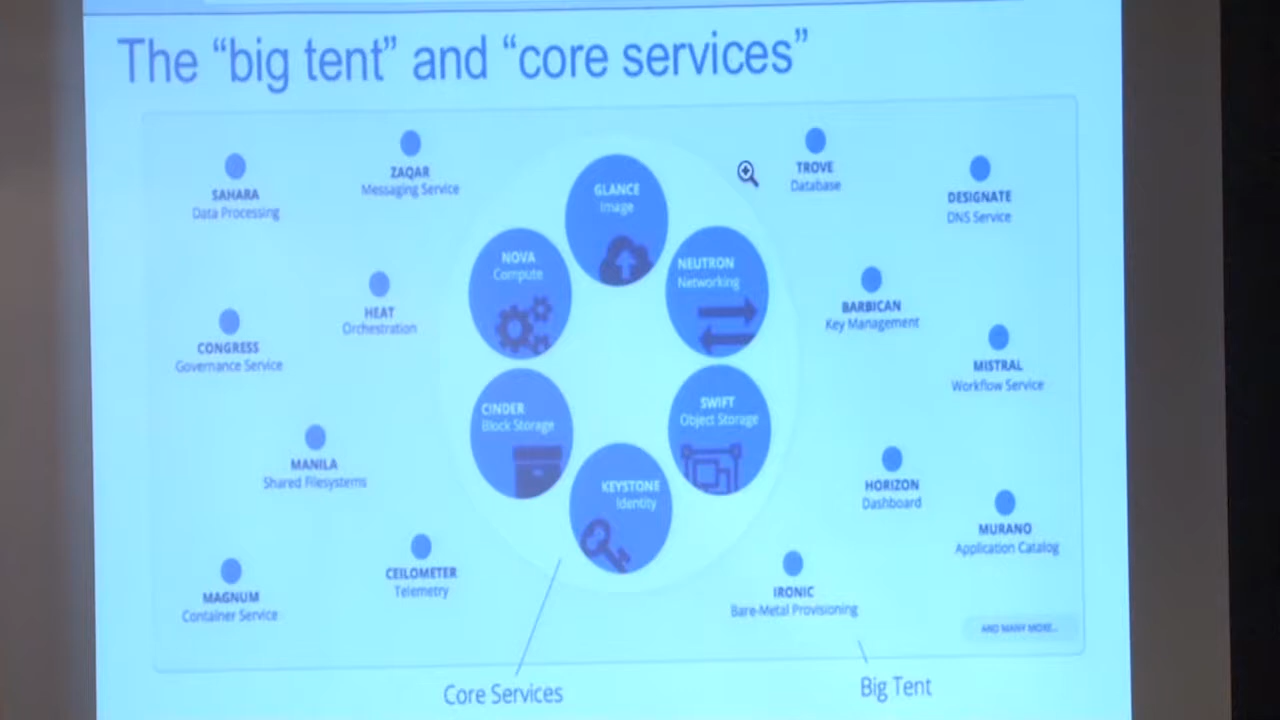 The “big tent” and “core services”
SAHARA
Data Processing
ZAQAR
Messaging Service
GLANCE
Image
TROVE
Database
DESIGNATE
DNS Service
NOVA
Compute
NEUTRON
Networking
HEAT
Orchestration
BARBICAN
Key Management
CONGRESS
Governance Service
MISTRAL
Workflow Service
CINDER
Block Storage
SWIFT
Object Storage
MANILA
Shared Filesystems
KEYSTONE
Identity
HORIZON
Dashboard
MURANO
Application Catalog
CEILOMETER
Telemetry
MAGNUM
Container Service
IRONIC
Bare-Metal Provisioning
AND MANY MORE...
Core Services
Big Tent